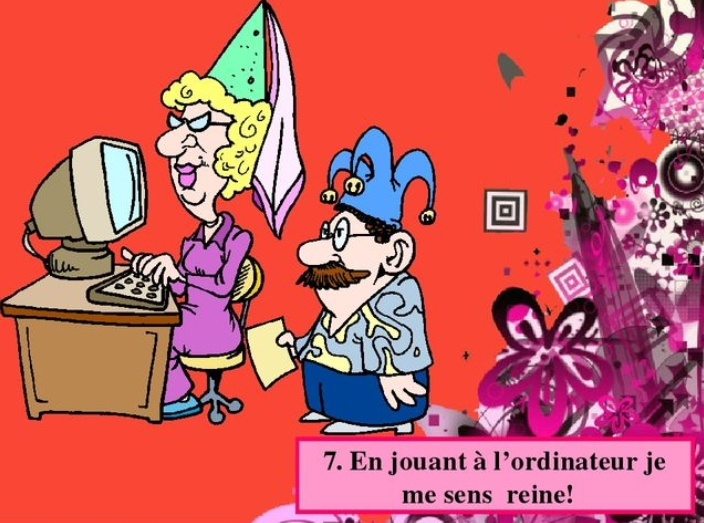 7. En jouant à l’ordinateur je
me sens  reine!